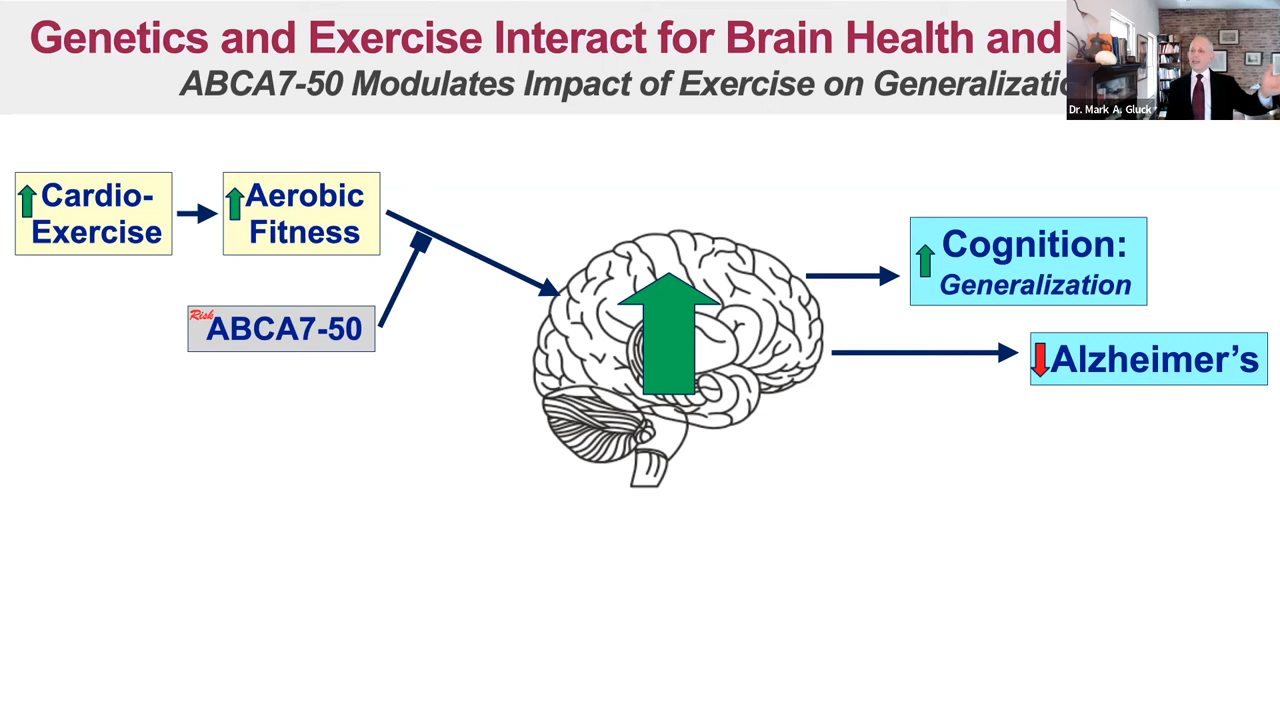 Genetics and Exercise Interact for Brain Health and
ABCA7-50 Modulates Impact of Exercise on
Dr. Mark A. Gluck
Cardio-
Exercise
Aerobic
Fitness
Risk
ABCA7-50
Cognition:
Generalization
Alzheimer's